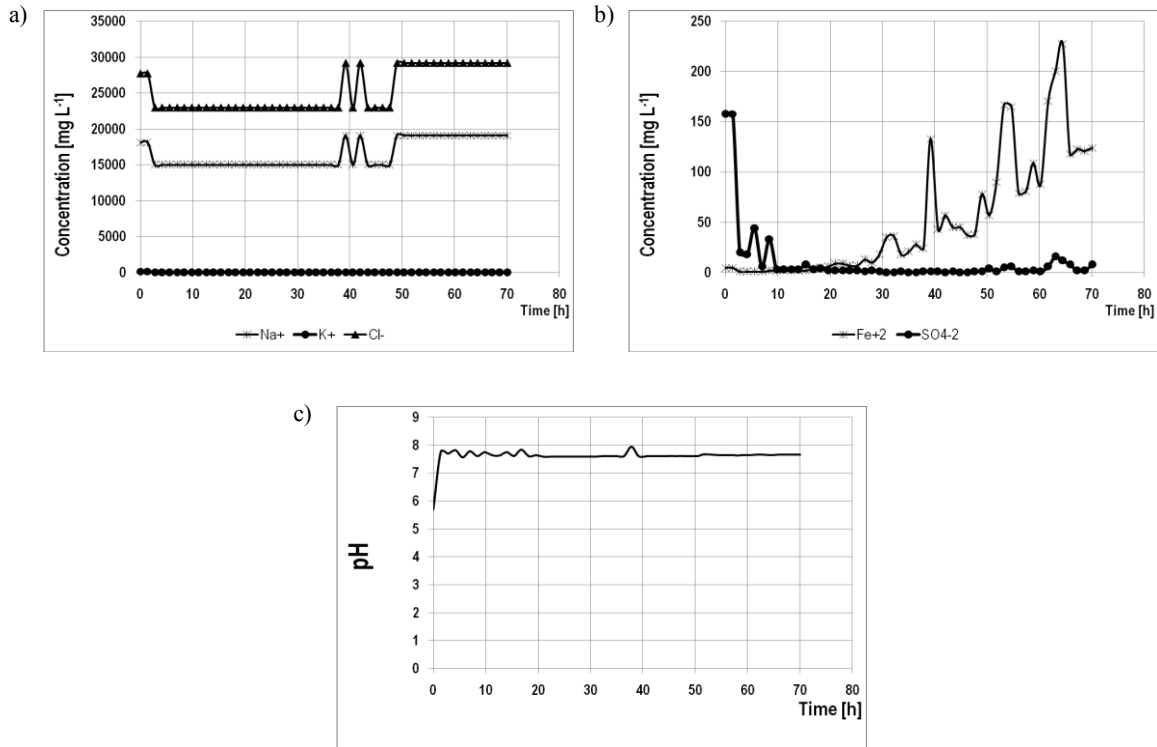 a)
Concentration [mg L-1]
35000
30000
25000
20000
15000
10000
5000
0
0 10 20 30 40 50 60 70 80
Time [h]
Na+ K+ Cl-
b)
Concentration [mg L-1]
250
200
150
100
50
0
0 10 20 30 40 50 60 70 80
Time [h]
Fe+2 SO4-2
c)
pH
9
8
7
6
5
4
3
2
1
0
0 10 20 30 40 50 60 70 80
Time [h]